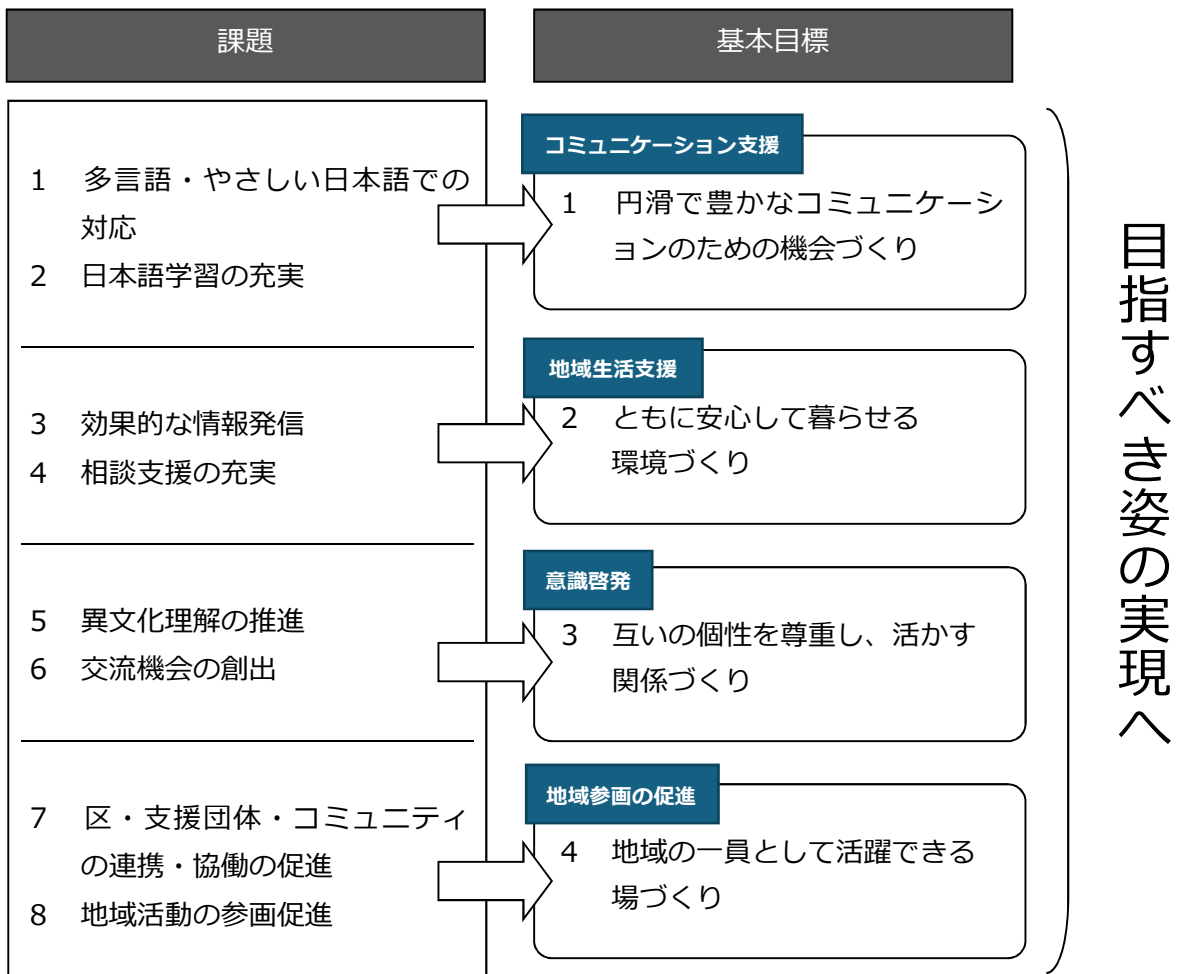 課題
1 多言語・やさしい日本語での
対応
2 日本語学習の充実
3 効果的な情報発信
4 相談支援の充実
5 異文化理解の推進
6 交流機会の創出
7 区・支援団体・コミュニティ
の連携・協働の促進
8 地域活動の参画促進
基本目標
コミュニケーション支援
1 円滑で豊かなコミュニケーシ
ョンのための機会づくり
地域生活支援
2 ともに安心して暮らせる
環境づくり
意識啓発
3 互いの個性を尊重し、活かす
関係づくり
地域参画の促進
4 地域の一員として活躍できる
場づくり
目指すべき姿の実現へ